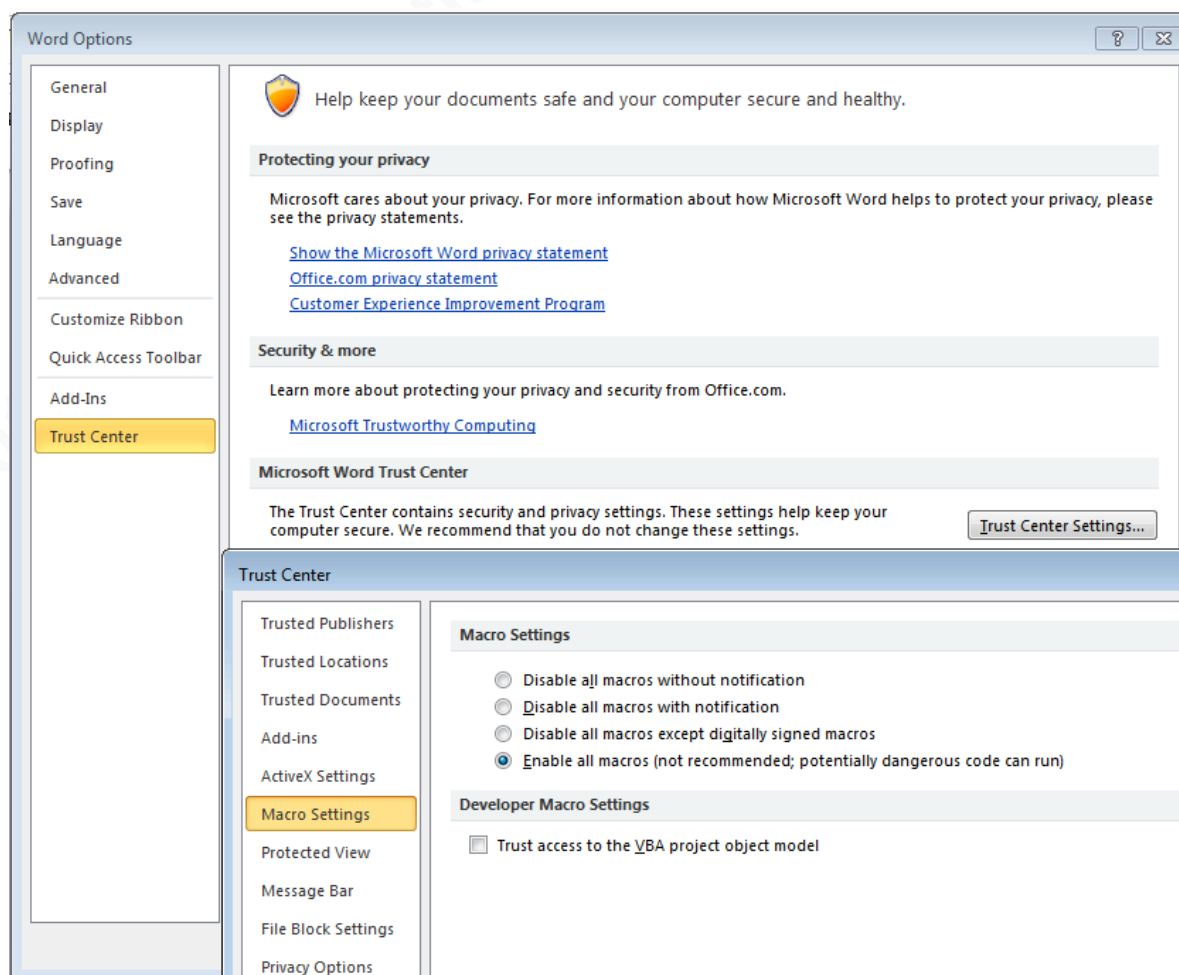 Word Options
General
Display
Proofing
Save
Language
Advanced
Customize Ribbon
Quick Access Toolbar
Add-Ins
Trust Center
Help keep your documents safe and your computer secure and healthy.
Protecting your privacy
Microsoft cares about your privacy. For more information about how Microsoft Word helps to protect your privacy, please
see the privacy statements.
Show the Microsoft Word privacy statement
Office.com privacy statement
Customer Experience Improvement Program
Security & more
Learn more about protecting your privacy and security from Office.com.
Microsoft Trustworthy Computing
Microsoft Word Trust Center
The Trust Center contains security and privacy settings. These settings help keep your
computer secure. We recommend that you do not change these settings.
Trust Center Settings...
Trust Center
Trusted Publishers
Trusted Locations
Trusted Documents
Add-ins
ActiveX Settings
Macro Settings
Protected View
Message Bar
File Block Settings
Privacy Options
Macro Settings
Disable all macros without notification
Disable all macros with notification
Disable all macros except digitally signed macros
Enable all macros (not recommended; potentially dangerous code can run)
Developer Macro Settings
Trust access to the VBA project object model